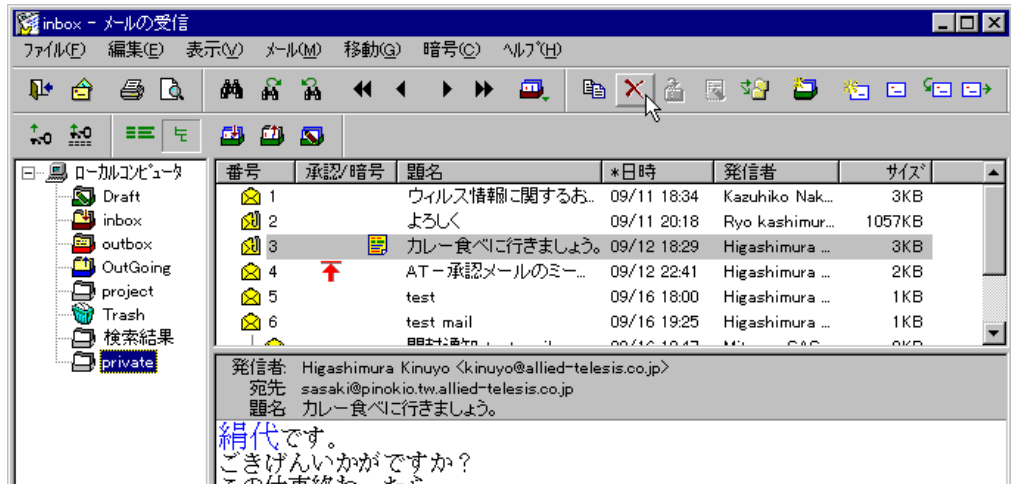 inbox - メールの受信
ファイル(F) 編集(E) 表示(V) メール(M) 移動(G) 暗号(C) ヘルプ(H)
ローカルコンピュータ
Draft
inbox
outbox
OutGoing
project
Trash
検索結果
private
番号 承認/暗号 題名 *日時 発信者 サイズ
1 ウィルス情報に関するお... 09/11 18:34 Kazuhiko Nak... 3KB
2 よろしく 09/11 20:18 Ryo kashimur... 1057KB
3 カレー食べに行きましょう。 09/12 18:29 Higashimura ... 3KB
4 AT-承認メールのミー... 09/12 22:41 Higashimura ... 2KB
5 test 09/16 18:00 Higashimura ... 1KB
6 test mail 09/16 19:25 Higashimura ... 1KB
発信者: Higashimura Kinuyo <kinuyo@allied-telesis.co.jp>
宛先 sasaki@pinokio.tw.allied-telesis.co.jp
題名 カレー食べに行きましょう。
絹代です。
ごきげんいかがですか？